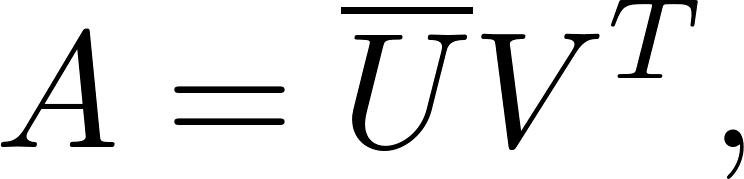 $A = \overline{U}V^T,$